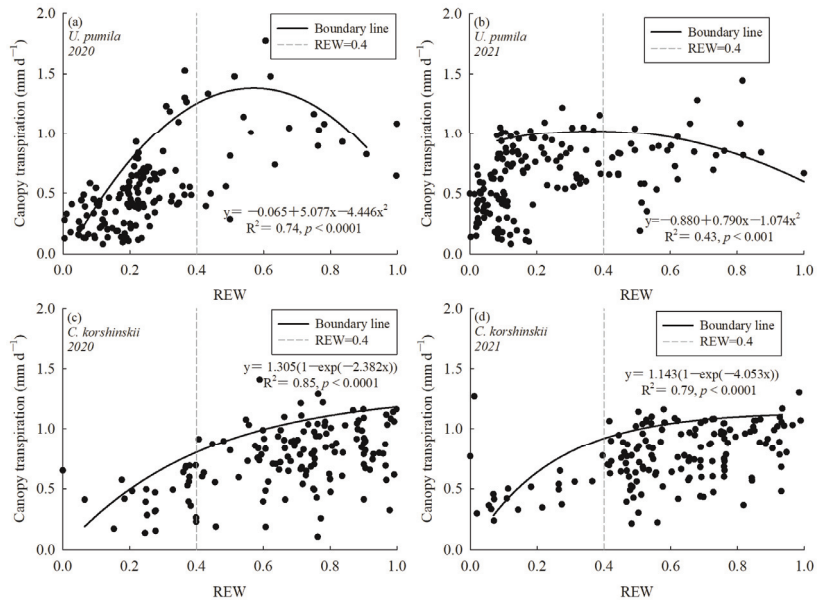 (a)
U. pumila
2020
Boundary line
REW=0.4
y= −0.065+5.077x−4.446x²
R²= 0.74, p < 0.0001
Canopy transpiration (mm d⁻¹)
2.0
1.5
1.0
0.5
0.0
0.0 0.2 0.4 0.6 0.8 1.0
REW
(b)
U. pumila
2021
Boundary line
REW=0.4
y= −0.880+0.790x−1.074x²
R²= 0.43, p < 0.001
Canopy transpiration (mm d⁻¹)
2.0
1.5
1.0
0.5
0.0
0.0 0.2 0.4 0.6 0.8 1.0
REW
(c)
C. korshinskii
2020
Boundary line
REW=0.4
y= 1.305(1−exp(−2.382x))
R²= 0.85, p < 0.0001
Canopy transpiration (mm d⁻¹)
2.0
1.5
1.0
0.5
0.0
0.0 0.2 0.4 0.6 0.8 1.0
REW
(d)
C. korshinskii
2021
Boundary line
REW=0.4
y= 1.143(1−exp(−4.053x))
R²= 0.79, p < 0.0001
Canopy transpiration (mm d⁻¹)
2.0
1.5
1.0
0.5
0.0
0.0 0.2 0.4 0.6 0.8 1.0
REW